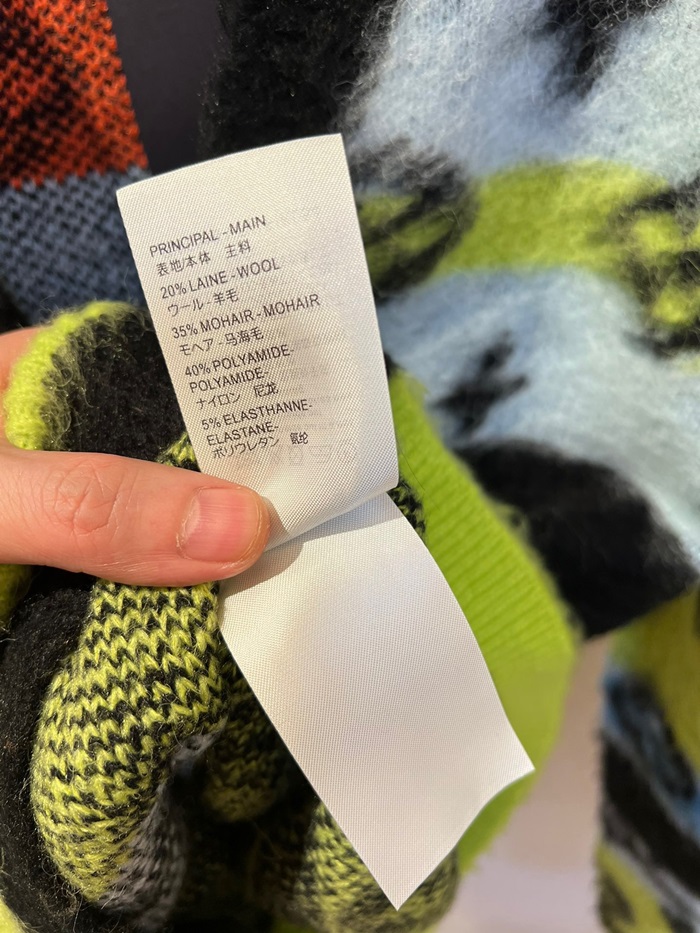 PRINCIPAL - MAIN
表地/本体 主料
20% LAINE - WOOL
ウール - 羊毛
35% MOHAIR - MOHAIR
モヘア - 马海毛
40% POLYAMIDE-
POLYAMIDE-
ナイロン 尼龙
5% ELASTHANNE-
ELASTANE-
ポリウレタン 氨纶